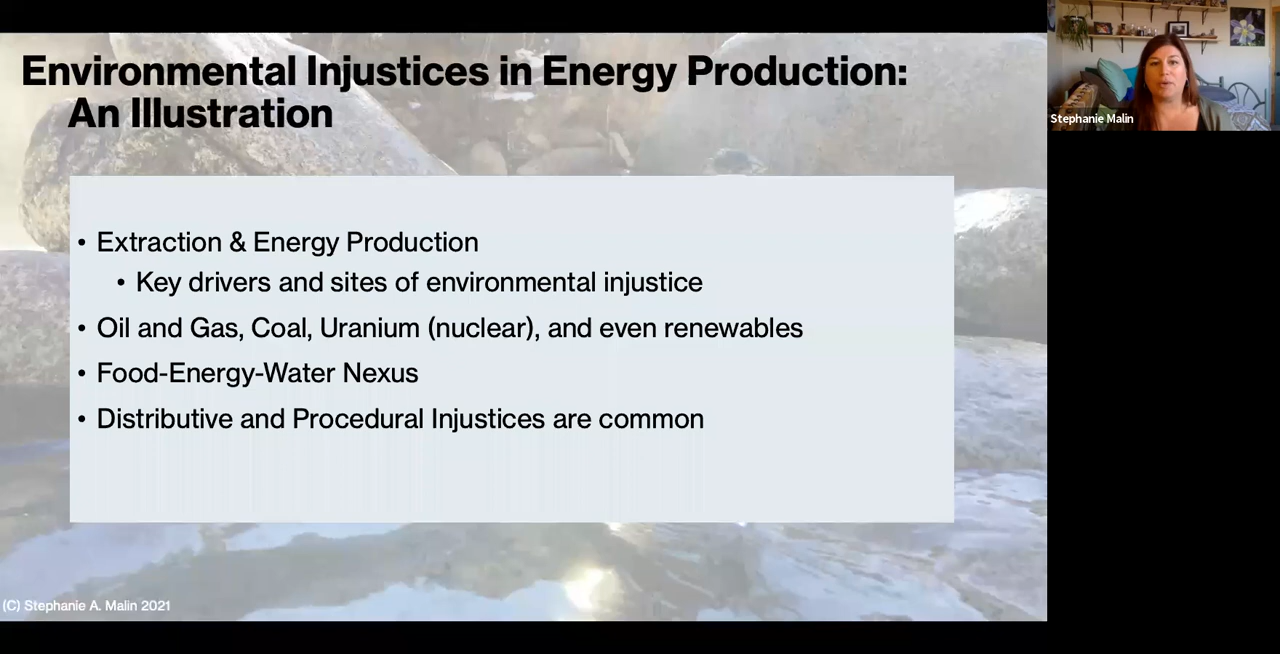 Environmental Injustices in Energy Production:
An Illustration
Stephanie Malin
• Extraction & Energy Production
• Key drivers and sites of environmental injustice
• Oil and Gas, Coal, Uranium (nuclear), and even renewables
• Food-Energy-Water Nexus
• Distributive and Procedural Injustices are common
(C) Stephanie A. Malin 2021